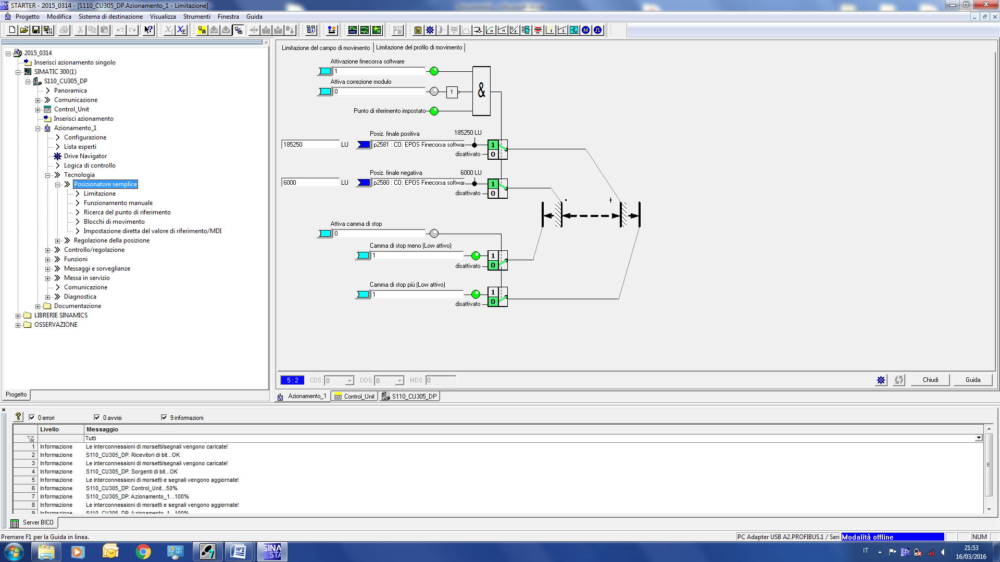 STARTER - 2015_0314 - [S110_CU305_DP.Azionamento_1 - Limitazione]
Progetto Modifica Sistema di destinazione Visualizza Strumenti Finestra Guida
2015_0314
Inserisci azionamento singolo
SIMATIC 300(1)
S110_CU305_DP
Panoramica
Comunicazione
Control_Unit
Inserisci azionamento
Azionamento_1
Configurazione
Lista esperti
Drive Navigator
Logica di controllo
Tecnologia
Posizionatore semplice
Limitazione
Funzionamento manuale
Ricerca del punto di riferimento
Blocchi di movimento
Impostazione diretta del valore di riferimento/MDI
Regolazione della posizione
Controllo/regolazione
Funzioni
Messaggi e sorveglianze
Messa in servizio
Comunicazione
Diagnostica
Documentazione
LIBRERIE SINAMICS
OSSERVAZIONE
Progetto
Limitazione del campo di movimento Limitazione del profilo di movimento
Attivazione finecorsa software
1
Attiva correzione modulo
0 1
&
Punto di riferimento impostato
Posiz. finale positiva 185250 LU
185250 LU p2581 : CO: EPOS Finecorsa softwar 1
disattivato 0
Posiz. finale negativa 6000 LU
6000 LU p2580 : CO: EPOS Finecorsa softwar 1
disattivato 0
- +
Attiva camma di stop
0
Camma di stop meno (Low attivo)
1 1
disattivato 0
Camma di stop più (Low attivo)
1 1
disattivato 0
5 : 2 CDS: 0 DDS: 0 MDS: 0 Chiudi Guida
Azionamento_1 Control_Unit S110_CU305_DP
0 errori 0 avvisi 9 informazioni
Livello Messaggio
Tutti
1 Informazione Le interconnessioni di morsetti/segnali vengono caricate!
2 Informazione S110_CU305_DP: Ricevitori di bit...OK
3 Informazione Le interconnessioni di morsetti/segnali vengono caricate!
4 Informazione S110_CU305_DP: Sorgenti di bit...OK
5 Informazione Le interconnessioni di morsetti e segnali vengono aggiornate!
6 Informazione S110_CU305_DP: Control_Unit...50%
7 Informazione S110_CU305_DP: Azionamento_1...100%
8 Informazione Le interconnessioni di morsetti e segnali vengono aggiornate!
9 Informazione S110_CU305_DP: Azionamento_1...100%
Server BICO
Premere F1 per la Guida in linea. PC Adapter USB A2.PROFIBUS.1 / Seri Modalità offline NUM
SINA
STA
IT
21:53
16/03/2016